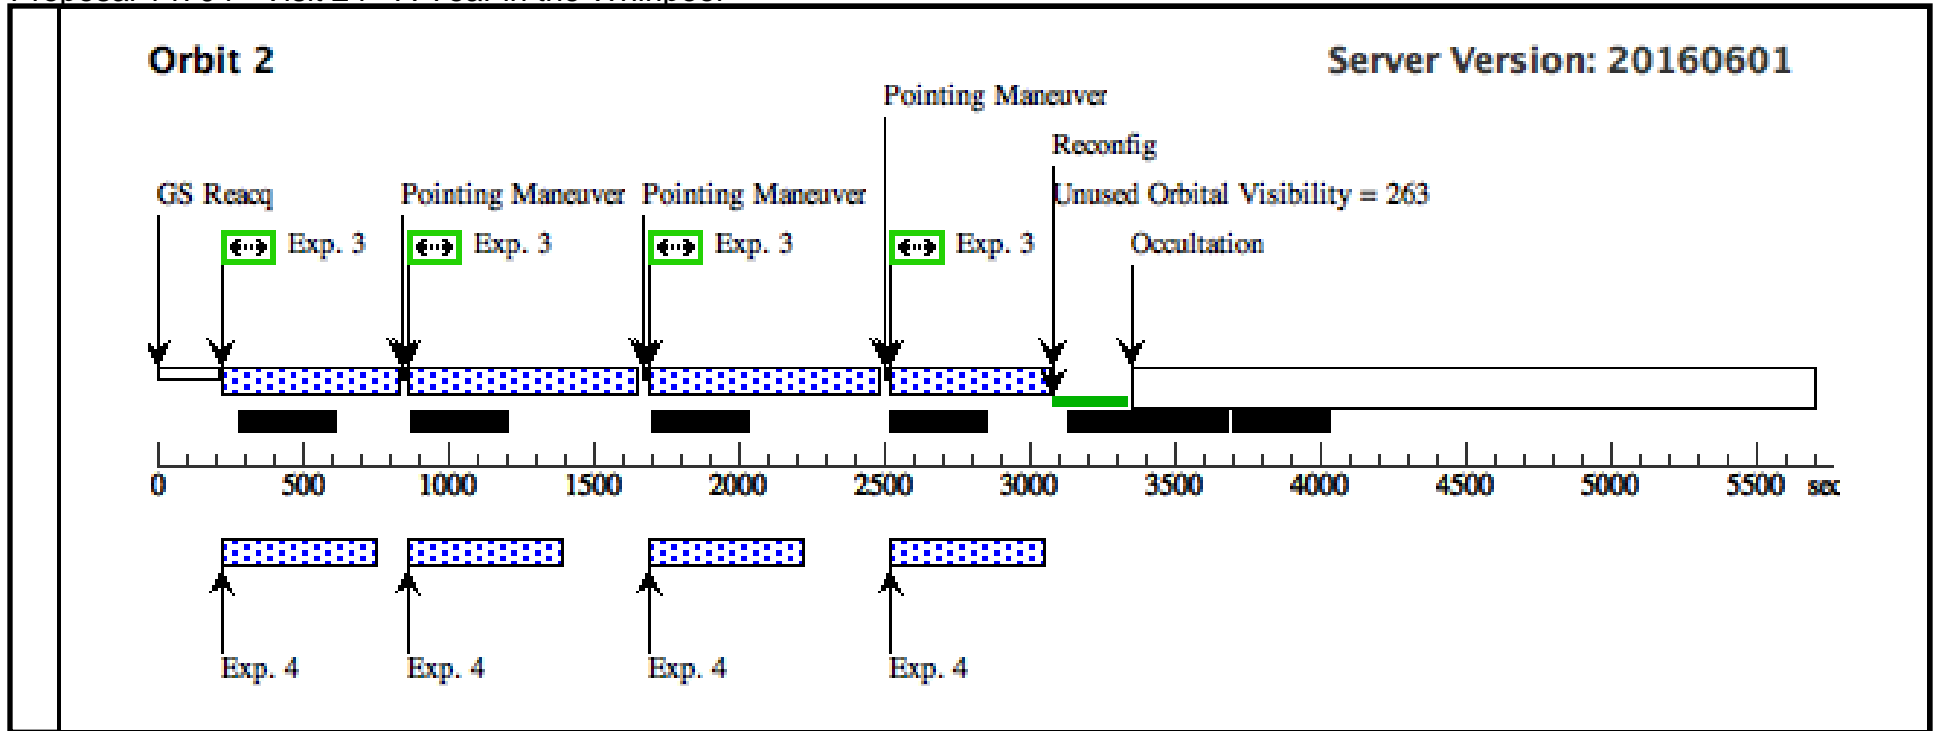 Orbit 2
Server Version: 20160601
Pointing Maneuver
Reconfig
GS Reacq
Pointing Maneuver
Pointing Maneuver
Unused Orbital Visibility = 263
Exp. 3
Exp. 3
Exp. 3
Exp. 3
Occultation
0 500 1000 1500 2000 2500 3000 3500 4000 4500 5000 5500 sec
Exp. 4
Exp. 4
Exp. 4
Exp. 4